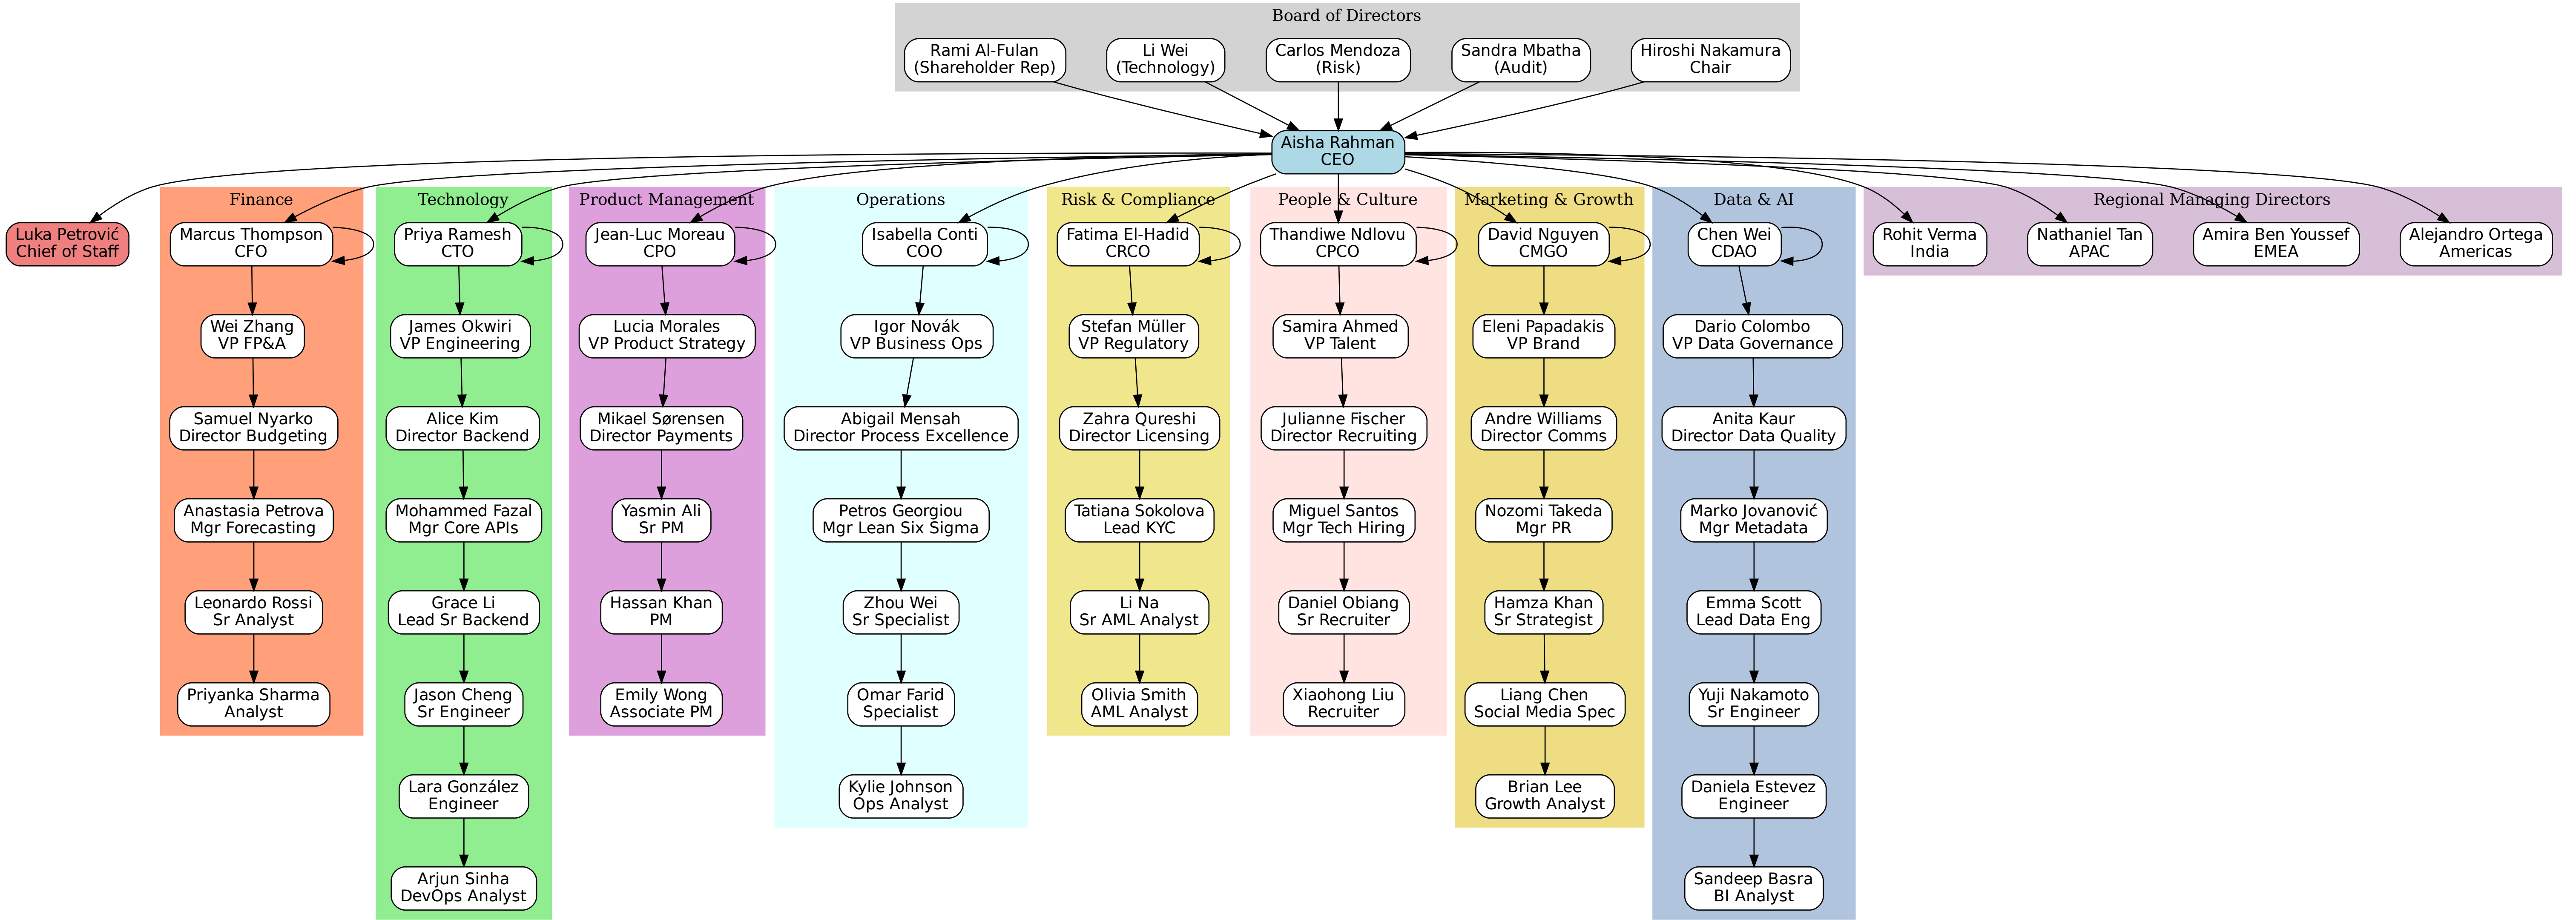 Board of Directors
Rami Al-Fulan
(Shareholder Rep)
Li Wei
(Technology)
Carlos Mendoza
(Risk)
Sandra Mbatha
(Audit)
Hiroshi Nakamura
Chair
Aisha Rahman
CEO
Luka Petrović
Chief of Staff
Finance
Marcus Thompson
CFO
Wei Zhang
VP FP&A
Samuel Nyarko
Director Budgeting
Anastasia Petrova
Mgr Forecasting
Leonardo Rossi
Sr Analyst
Priyanka Sharma
Analyst
Technology
Priya Ramesh
CTO
James Okwiri
VP Engineering
Alice Kim
Director Backend
Mohammed Fazal
Mgr Core APIs
Grace Li
Lead Sr Backend
Jason Cheng
Sr Engineer
Lara González
Engineer
Arjun Sinha
DevOps Analyst
Product Management
Jean-Luc Moreau
CPO
Lucia Morales
VP Product Strategy
Mikael Sørensen
Director Payments
Yasmin Ali
Sr PM
Hassan Khan
PM
Emily Wong
Associate PM
Operations
Isabella Conti
COO
Igor Novák
VP Business Ops
Abigail Mensah
Director Process Excellence
Petros Georgiou
Mgr Lean Six Sigma
Zhou Wei
Sr Specialist
Omar Farid
Specialist
Kylie Johnson
Ops Analyst
Risk & Compliance
Fatima El-Hadid
CRCO
Stefan Müller
VP Regulatory
Zahra Qureshi
Director Licensing
Tatiana Sokolova
Lead KYC
Li Na
Sr AML Analyst
Olivia Smith
AML Analyst
People & Culture
Thandiwe Ndlovu
CPCO
Samira Ahmed
VP Talent
Julianne Fischer
Director Recruiting
Miguel Santos
Mgr Tech Hiring
Daniel Obiang
Sr Recruiter
Xiaohong Liu
Recruiter
Marketing & Growth
David Nguyen
CMGO
Eleni Papadakis
VP Brand
Andre Williams
Director Comms
Nozomi Takeda
Mgr PR
Hamza Khan
Sr Strategist
Liang Chen
Social Media Spec
Brian Lee
Growth Analyst
Data & AI
Chen Wei
CDAO
Dario Colombo
VP Data Governance
Anita Kaur
Director Data Quality
Marko Jovanović
Mgr Metadata
Emma Scott
Lead Data Eng
Yuji Nakamoto
Sr Engineer
Daniela Estevez
Engineer
Sandeep Basra
BI Analyst
Regional Managing Directors
Rohit Verma
India
Nathaniel Tan
APAC
Amira Ben Youssef
EMEA
Alejandro Ortega
Americas